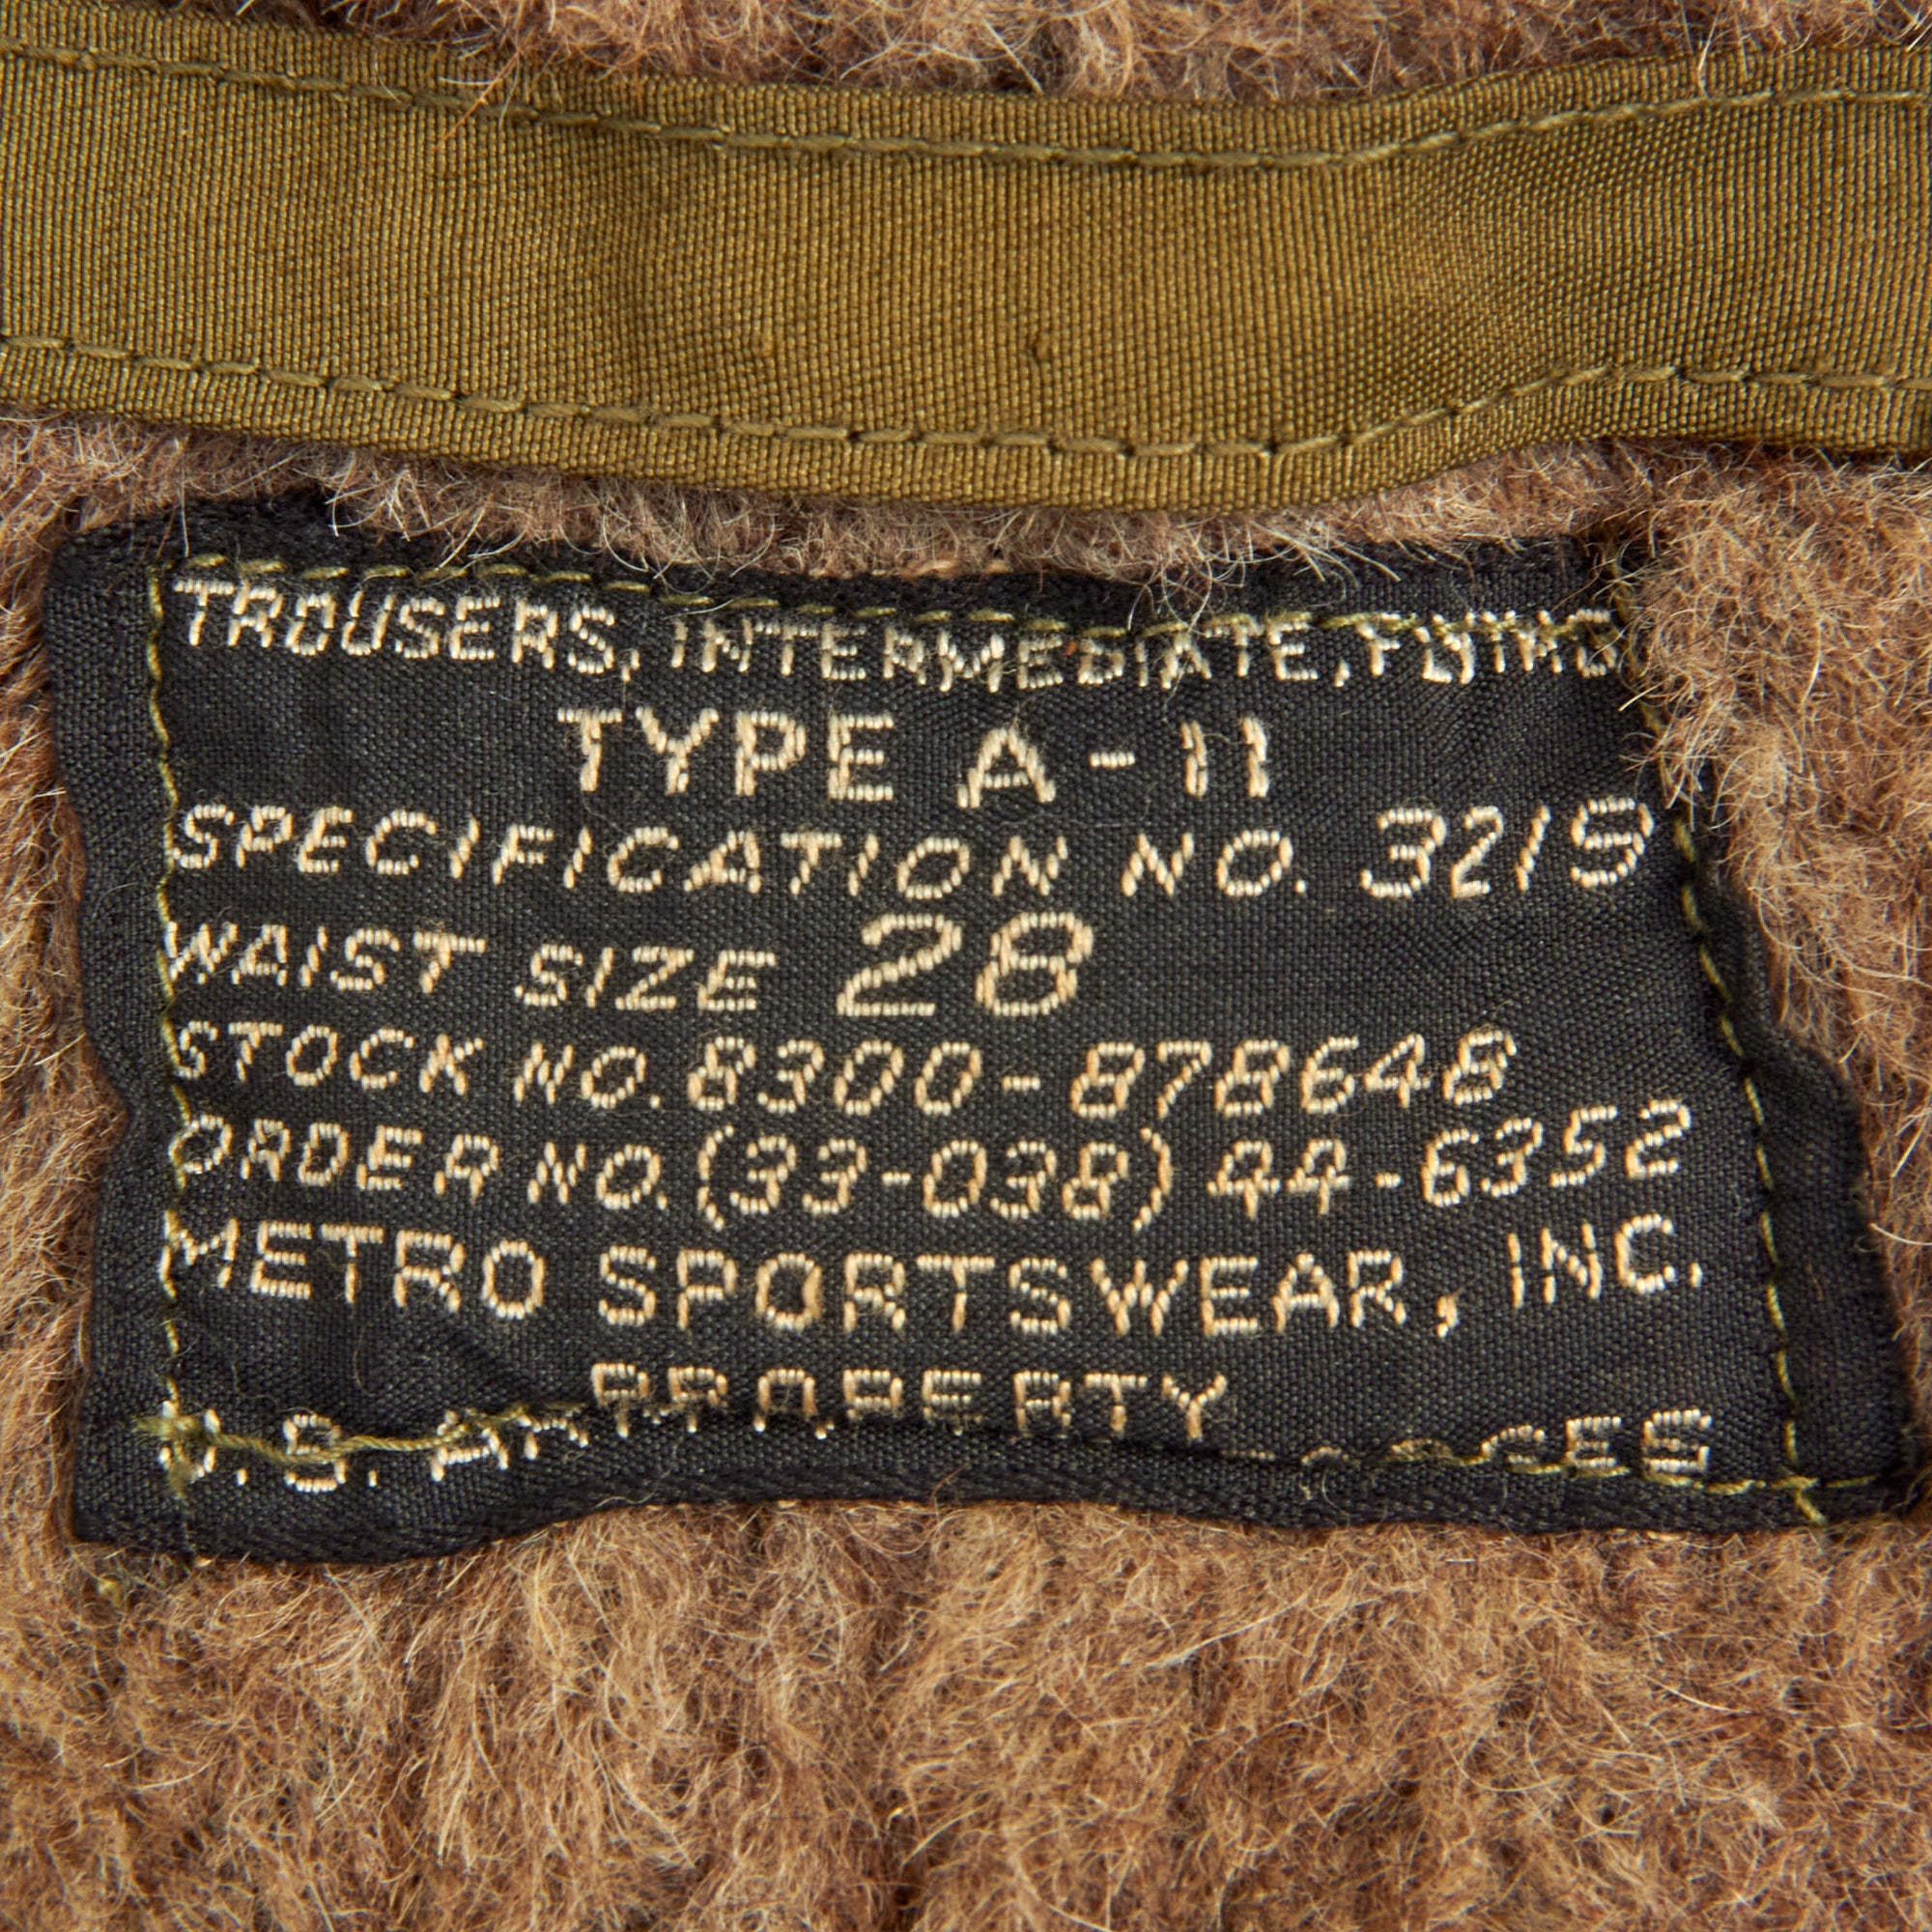 TROUSERS, INTERMEDIATE, FLYING
TYPE A-11
SPECIFICATION NO. 3219
WAIST SIZE 28
STOCK NO. 8300-878648
ORDER NO. (33-038) 44-6352
METRO SPORTSWEAR, INC.
PROPERTY
U. S.